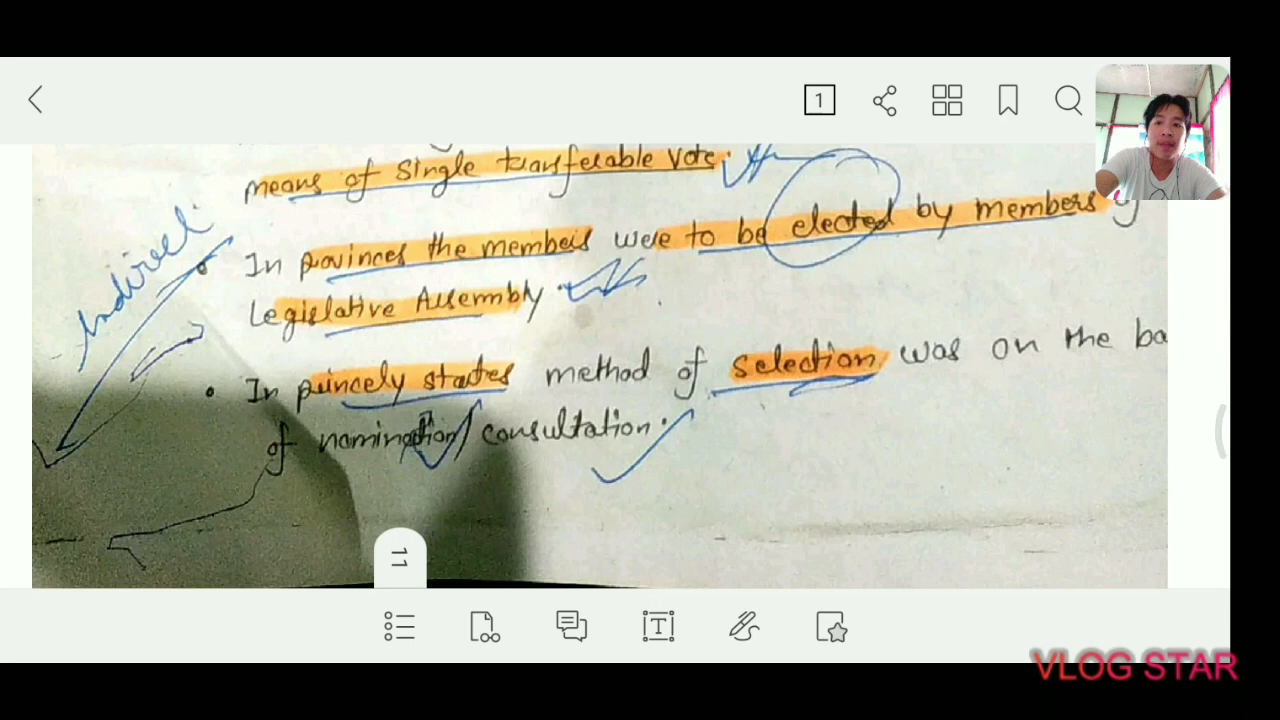 1
means of Single transferable Vote.
Indirect
In provinces the members were to be elected by members
Legislative Assembly.
In princely states method of selection was on the ba
of nomination/consultation.
11
T
VLOG STAR